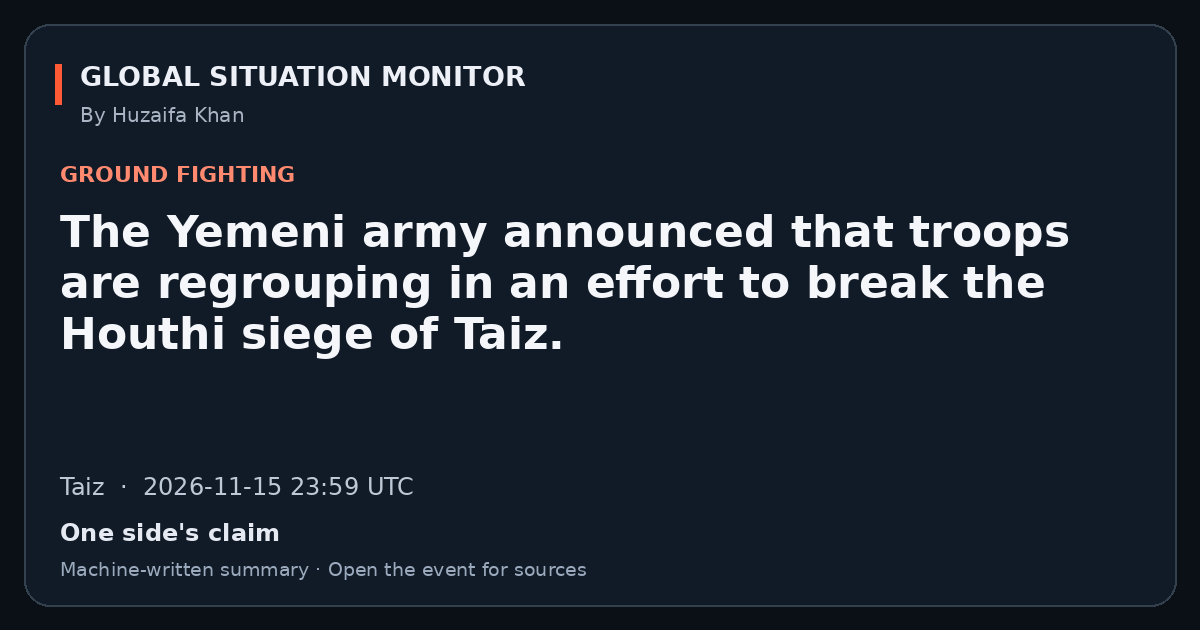 GLOBAL SITUATION MONITOR
By Huzaifa Khan
GROUND FIGHTING
The Yemeni army announced that troops
are regrouping in an effort to break the
Houthi siege of Taiz.
Taiz · 2026-11-15 23:59 UTC
One side's claim
Machine-written summary · Open the event for sources